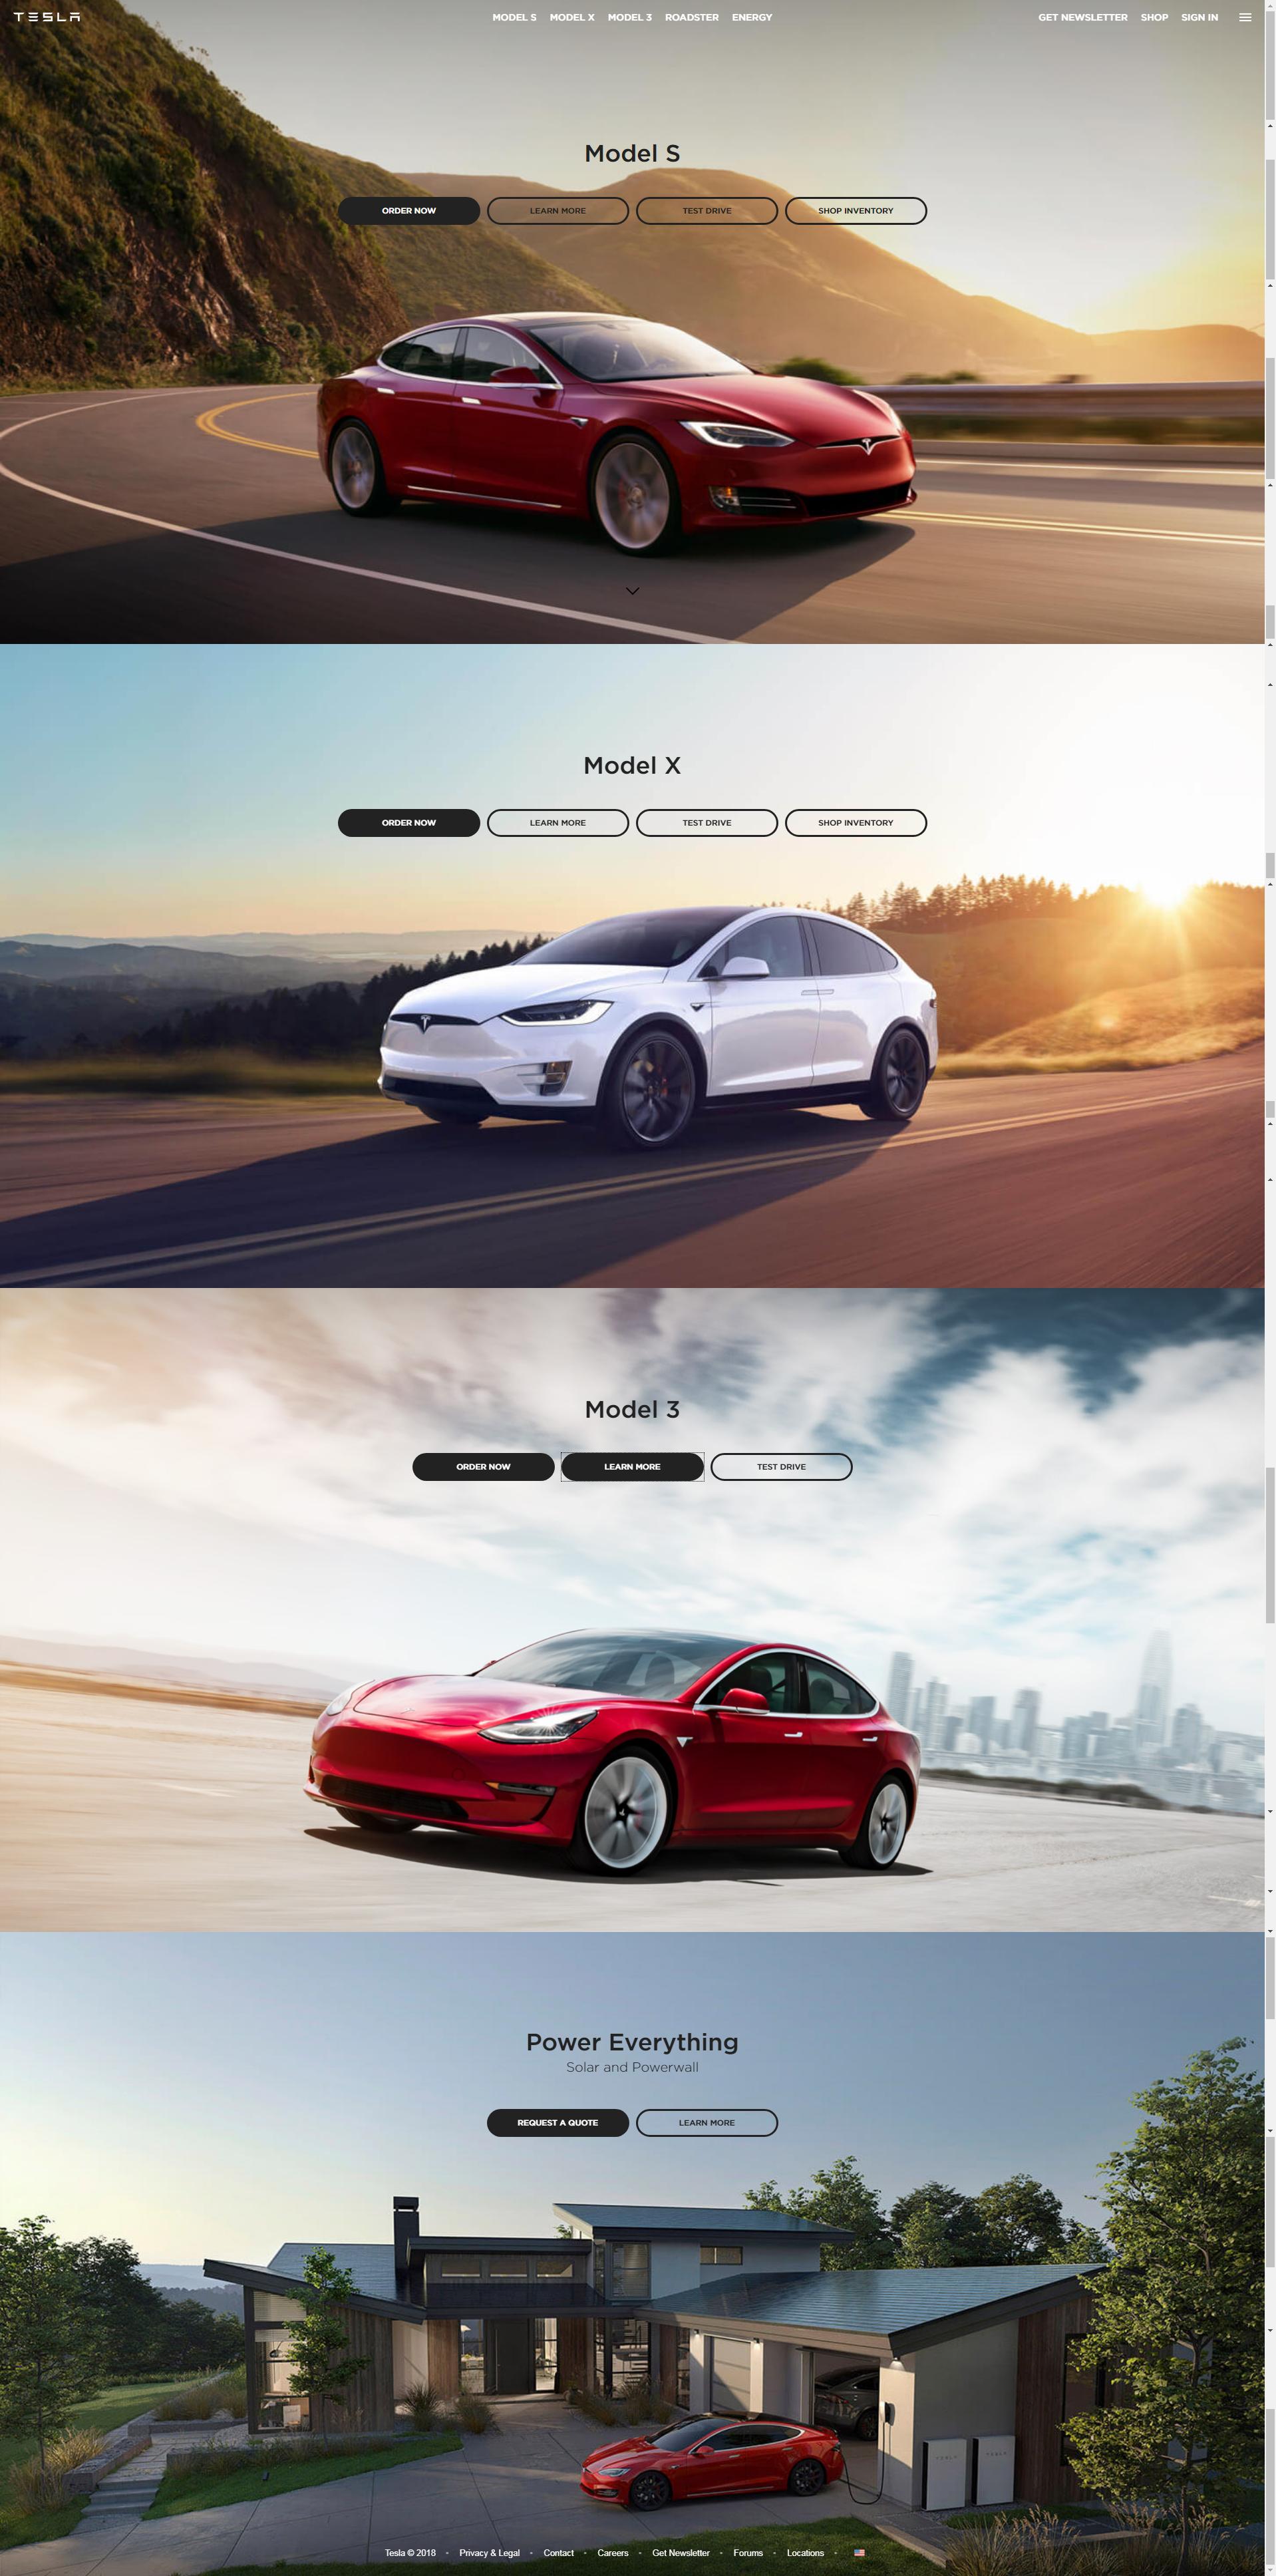 TESLA MODEL S MODEL X MODEL 3 ROADSTER ENERGY GET NEWSLETTER SHOP SIGN IN
Model S
ORDER NOW LEARN MORE TEST DRIVE SHOP INVENTORY
Model X
ORDER NOW LEARN MORE TEST DRIVE SHOP INVENTORY
Model 3
ORDER NOW LEARN MORE TEST DRIVE
Power Everything
Solar and Powerwall
REQUEST A QUOTE LEARN MORE
Tesla © 2018 - Privacy & Legal - Contact - Careers - Get Newsletter - Forums - Locations -